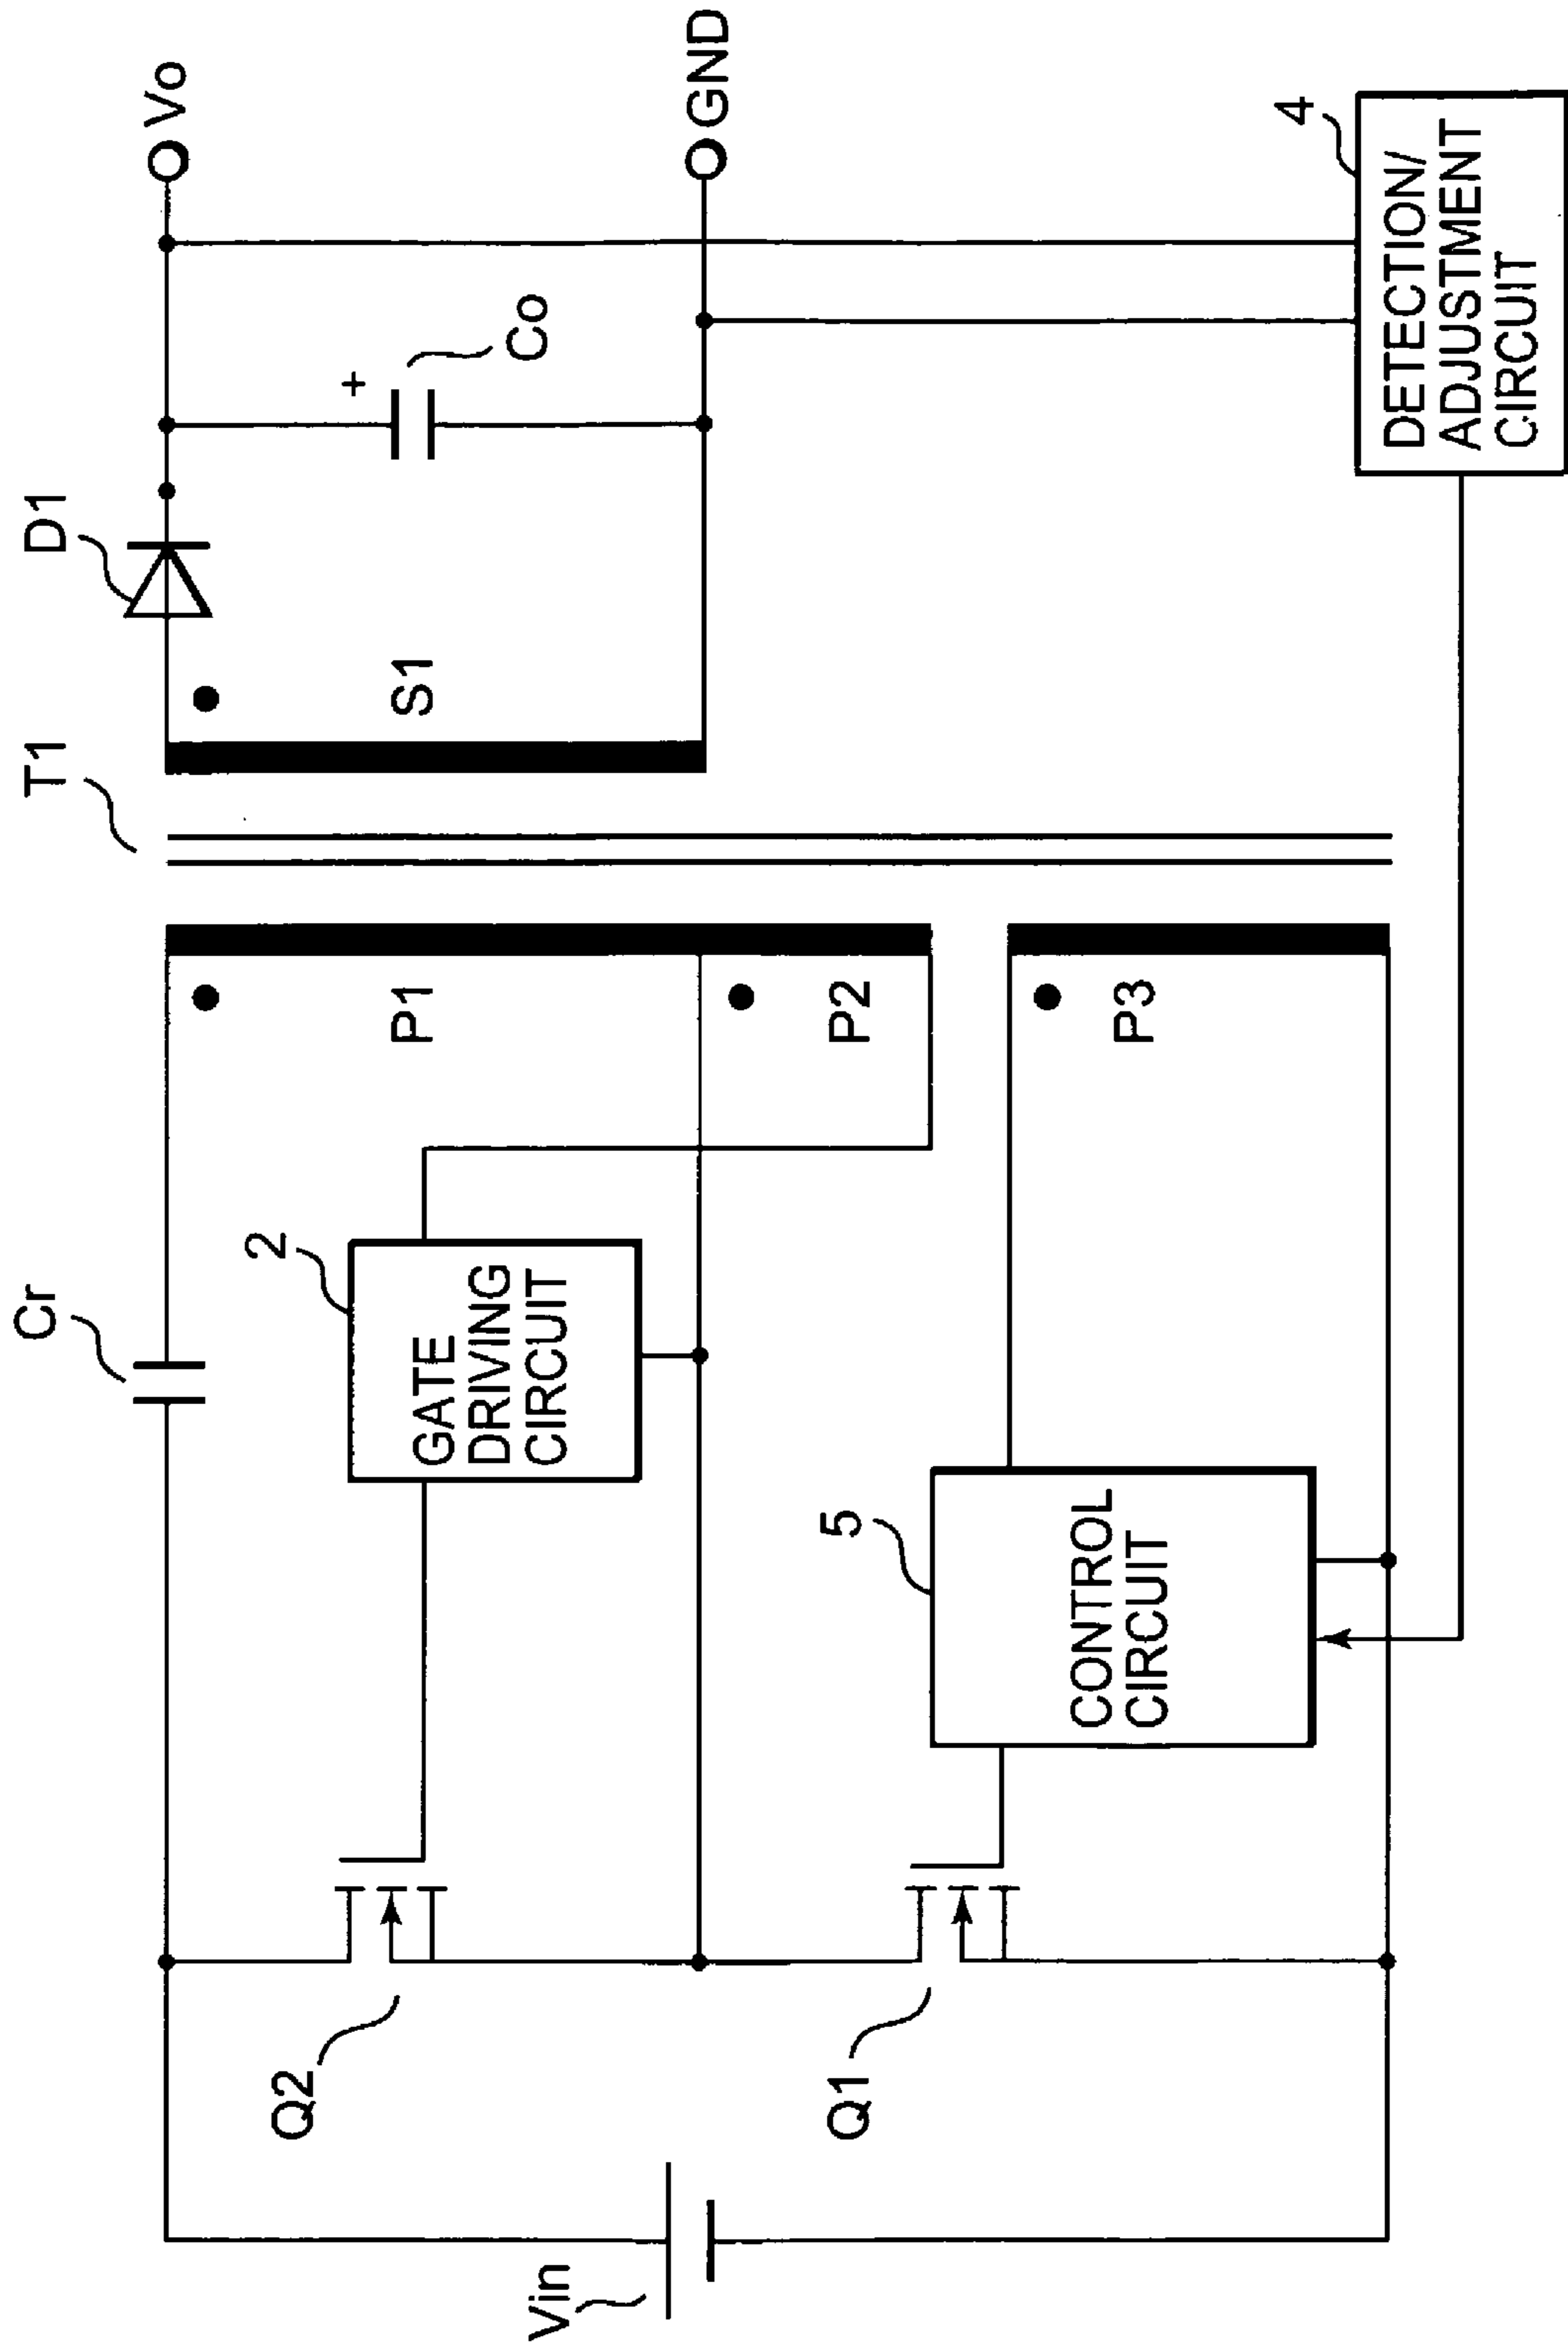 Cr
T1
D1
Vo
2
GATE
DRIVING
CIRCUIT
P1
S1
+
Co
Q2
Vin
GND
P2
5
CONTROL
CIRCUIT
P3
Q1
4
DETECTION/
ADJUSTMENT
CIRCUIT